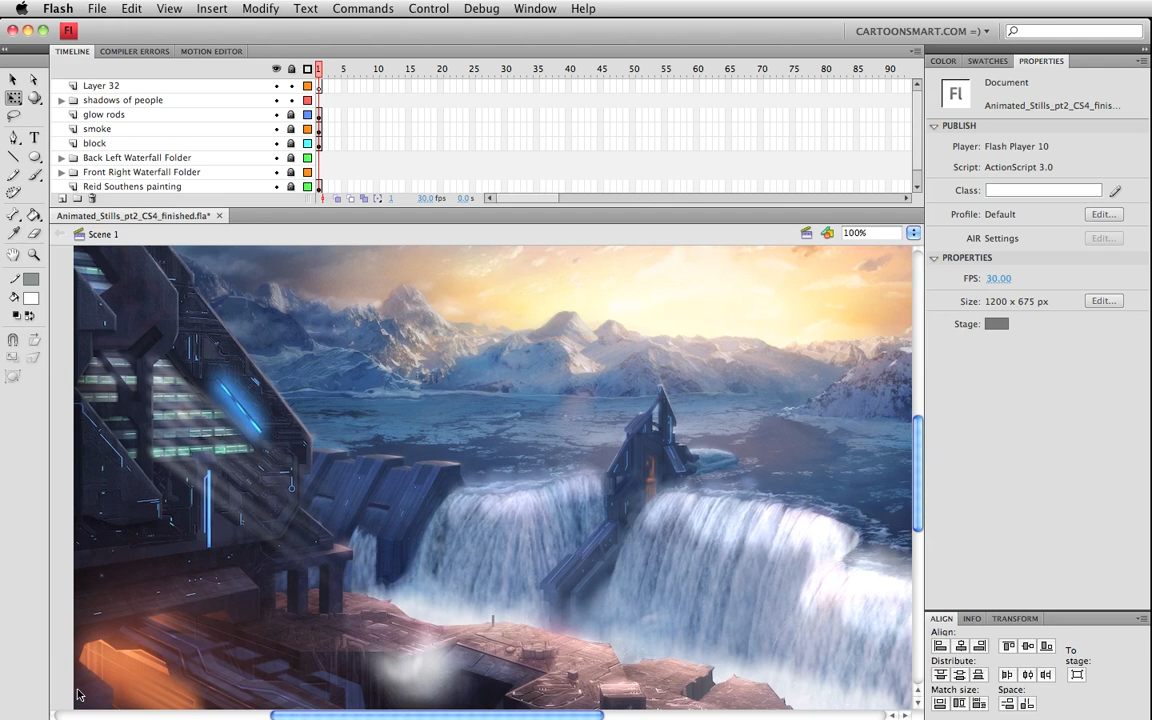 Flash File Edit View Insert Modify Text Commands Control Debug Window Help
Fl CARTOONSMART.COM =)
TIMELINE COMPILER ERRORS MOTION EDITOR
COLOR SWATCHES PROPERTIES
1 5 10 15 20 25 30 35 40 45 50 55 60 65 70 75 80 85 90
Layer 32
shadows of people
glow rods
smoke
block
Back Left Waterfall Folder
Front Right Waterfall Folder
Reid Southens painting
1 30.0 fps 0.0 s
Animated_Stills_pt2_CS4_finished.fla*
Scene 1 100%
Fl
Document
Animated_Stills_pt2_CS4_finis...
PUBLISH
Player: Flash Player 10
Script: ActionScript 3.0
Class:
Profile: Default Edit...
AIR Settings Edit...
PROPERTIES
FPS: 30.00
Size: 1200 x 675 px Edit...
Stage:
ALIGN INFO TRANSFORM
Align:
To
stage:
Distribute:
Match size: Space: